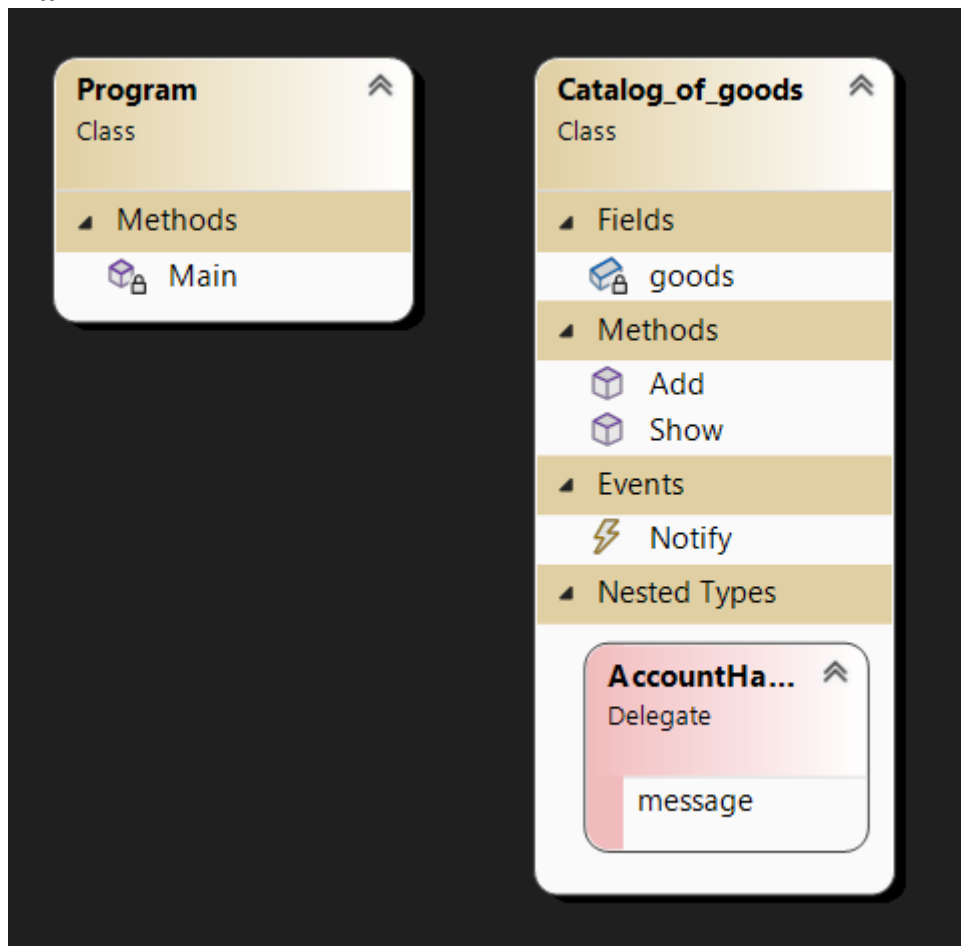 Program
Class
Methods
Main
Catalog_of_goods
Class
Fields
goods
Methods
Add
Show
Events
Notify
Nested Types
AccountHa...
Delegate
message